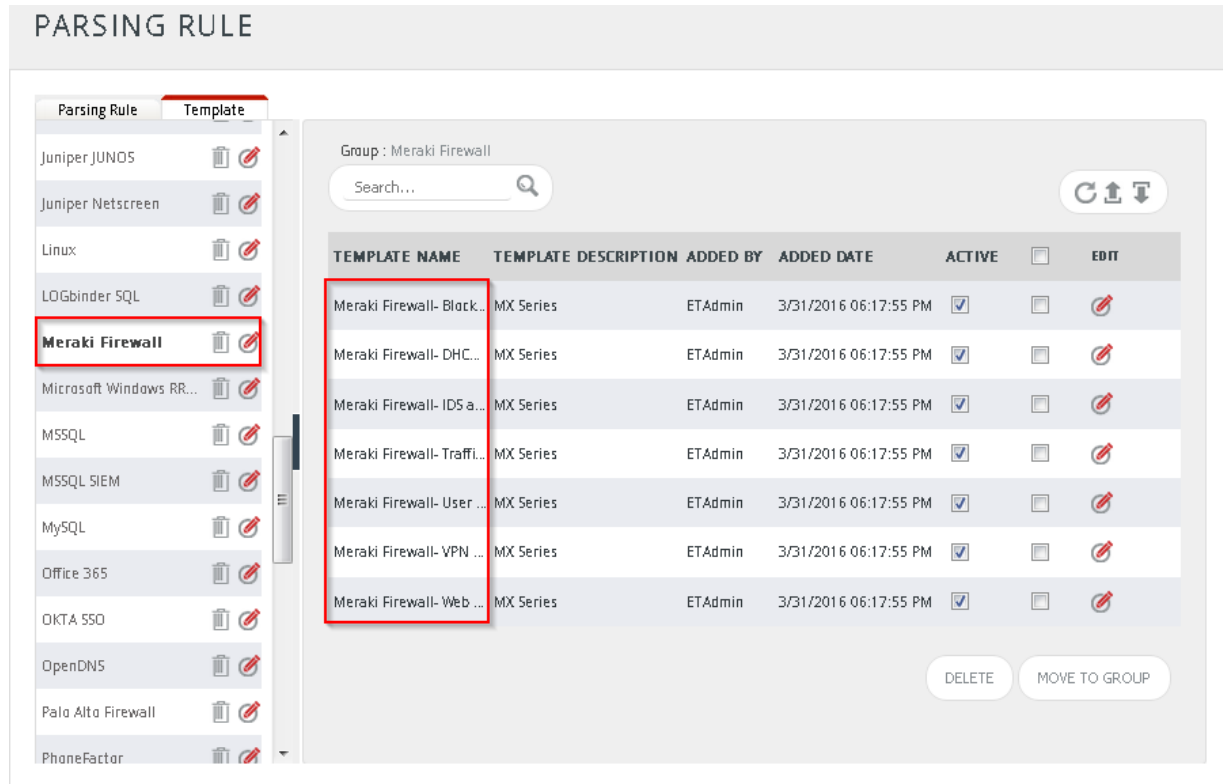 PARSING RULE
Parsing Rule Template
Juniper JUNOS
Juniper Netscreen
Linux
LOGbinder SQL
Meraki Firewall
Microsoft Windows RR...
MSSQL
MSSQL SIEM
MySQL
Office 365
OKTA SSO
OpenDNS
Palo Alto Firewall
PhoneFactor
Group : Meraki Firewall
Search...
TEMPLATE NAME TEMPLATE DESCRIPTION ADDED BY ADDED DATE ACTIVE EDIT
Meraki Firewall- Block... MX Series ETAdmin 3/31/2016 06:17:55 PM
Meraki Firewall- DHC... MX Series ETAdmin 3/31/2016 06:17:55 PM
Meraki Firewall- IDS a... MX Series ETAdmin 3/31/2016 06:17:55 PM
Meraki Firewall- Traffi... MX Series ETAdmin 3/31/2016 06:17:55 PM
Meraki Firewall- User ... MX Series ETAdmin 3/31/2016 06:17:55 PM
Meraki Firewall- VPN ... MX Series ETAdmin 3/31/2016 06:17:55 PM
Meraki Firewall- Web ... MX Series ETAdmin 3/31/2016 06:17:55 PM
DELETE MOVE TO GROUP